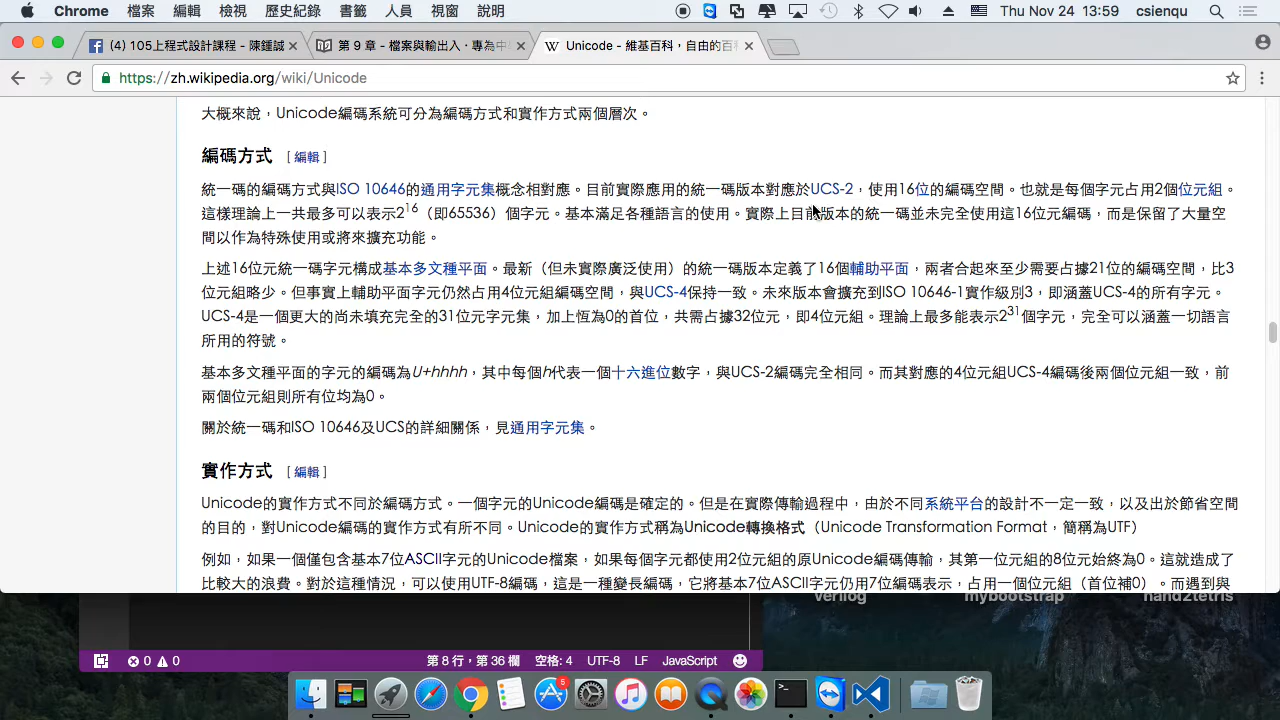 Chrome 檔案 編輯 檢視 歷史紀錄 書籤 人員 視窗 說明 Thu Nov 24 13:59 csienqu
(4) 105上程式設計課程 - 陳鍾誠 第 9 章 - 檔案與輸出入 · 專為中 Unicode - 維基百科，自由的百
https://zh.wikipedia.org/wiki/Unicode
大概來說，Unicode編碼系統可分為編碼方式和實作方式兩個層次。
編碼方式 [ 編輯 ]
統一碼的編碼方式與ISO 10646的通用字元集概念相對應。目前實際應用的統一碼版本對應於UCS-2，使用16位的編碼空間。也就是每個字元占用2個位元組。
這樣理論上一共最多可以表示2¹⁶（即65536）個字元。基本滿足各種語言的使用。實際上目前版本的統一碼並未完全使用這16位元編碼，而是保留了大量空
間以作為特殊使用或將來擴充功能。
上述16位元統一碼字元構成基本多文種平面。最新（但未實際廣泛使用）的統一碼版本定義了16個輔助平面，兩者合起來至少需要占據21位的編碼空間，比3
位元組略少。但事實上輔助平面字元仍然占用4位元組編碼空間，與UCS-4保持一致。未來版本會擴充到ISO 10646-1實作級別3，即涵蓋UCS-4的所有字元。
UCS-4是一個更大的尚未填充完全的31位元字元集，加上恆為0的首位，共需占據32位元，即4位元組。理論上最多能表示2³¹個字元，完全可以涵蓋一切語言
所用的符號。
基本多文種平面的字元的編碼為U+hhhh，其中每個h代表一個十六進位數字，與UCS-2編碼完全相同。而其對應的4位元組UCS-4編碼後兩個位元組一致，前
兩個位元組則所有位均為0。
關於統一碼和ISO 10646及UCS的詳細關係，見通用字元集。
實作方式 [ 編輯 ]
Unicode的實作方式不同於編碼方式。一個字元的Unicode編碼是確定的。但是在實際傳輸過程中，由於不同系統平台的設計不一定一致，以及出於節省空間
的目的，對Unicode編碼的實作方式有所不同。Unicode的實作方式稱為Unicode轉換格式（Unicode Transformation Format，簡稱為UTF）
例如，如果一個僅包含基本7位ASCII字元的Unicode檔案，如果每個字元都使用2位元組的原Unicode編碼傳輸，其第一位元組的8位元始終為0。這就造成了
比較大的浪費。對於這種情況，可以使用UTF-8編碼，這是一種變長編碼，它將基本7位ASCII字元仍用7位編碼表示，占用一個位元組（首位補0）。而遇到與
verilog mybootstrap nand2tetris
0 0 第 8 行，第 36 欄 空格: 4 UTF-8 LF JavaScript
5